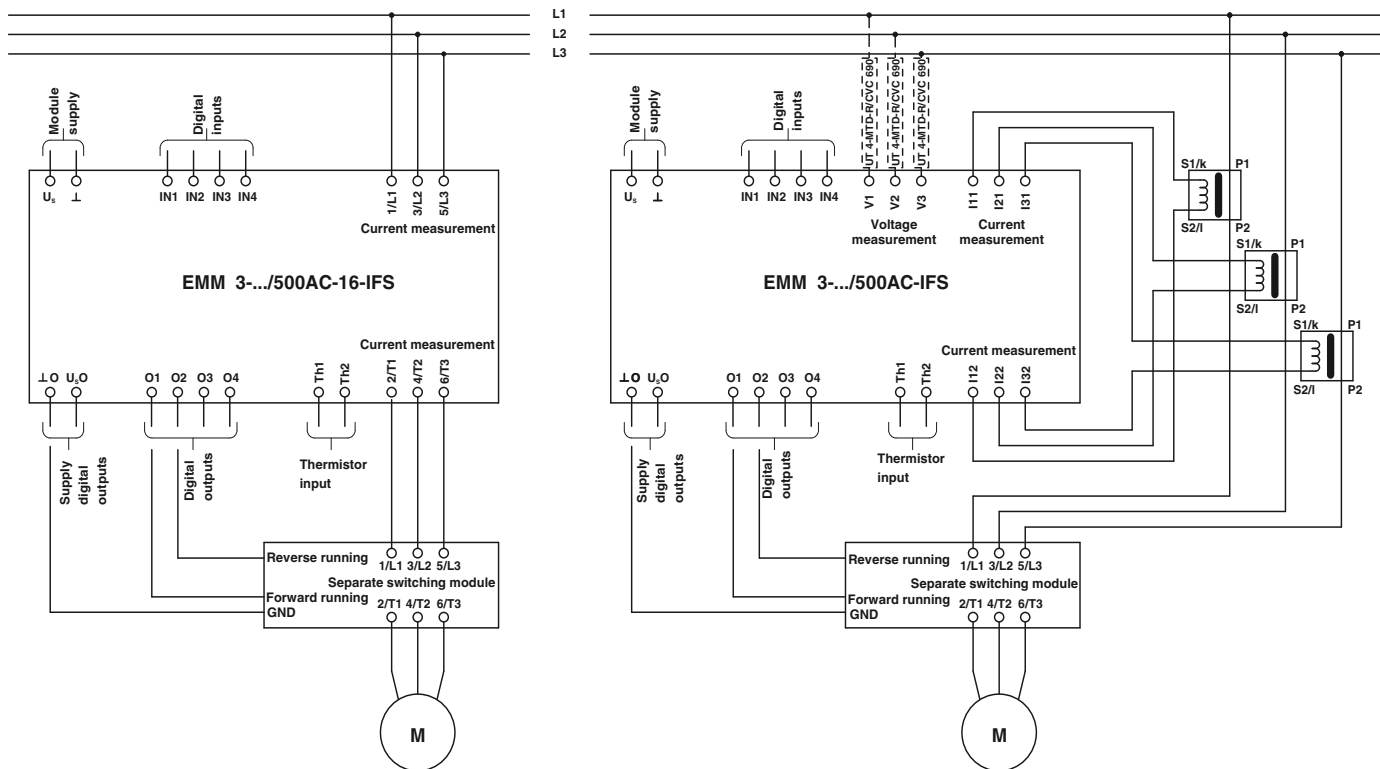 L1
L2
L3
Module
supply
Digital
inputs
Us
⊥
IN1
IN2
IN3
IN4
1/L1
3/L2
5/L3
Current measurement
EMM 3-.../500AC-16-IFS
Current measurement
⊥O
UsO
O1
O2
O3
O4
Th1
Th2
2/T1
4/T2
6/T3
Supply
digital
outputs
Digital
outputs
Thermistor
input
Reverse running
1/L1 3/L2 5/L3
Separate switching module
Forward running
2/T1 4/T2 6/T3
GND
M
Module
supply
Digital
inputs
UT 4-MTD-R/CVC 690
UT 4-MTD-R/CVC 690
UT 4-MTD-R/CVC 690
Us
⊥
IN1
IN2
IN3
IN4
V1
V2
V3
I11
I21
I31
Voltage
measurement
Current
measurement
EMM 3-.../500AC-IFS
Current measurement
⊥O
UsO
O1
O2
O3
O4
Th1
Th2
I12
I22
I32
S1/k
P1
S2/l
P2
S1/k
P1
S2/l
P2
S1/k
P1
S2/l
P2
Supply
digital
outputs
Digital
outputs
Thermistor
input
Reverse running
1/L1 3/L2 5/L3
Separate switching module
Forward running
2/T1 4/T2 6/T3
GND
M